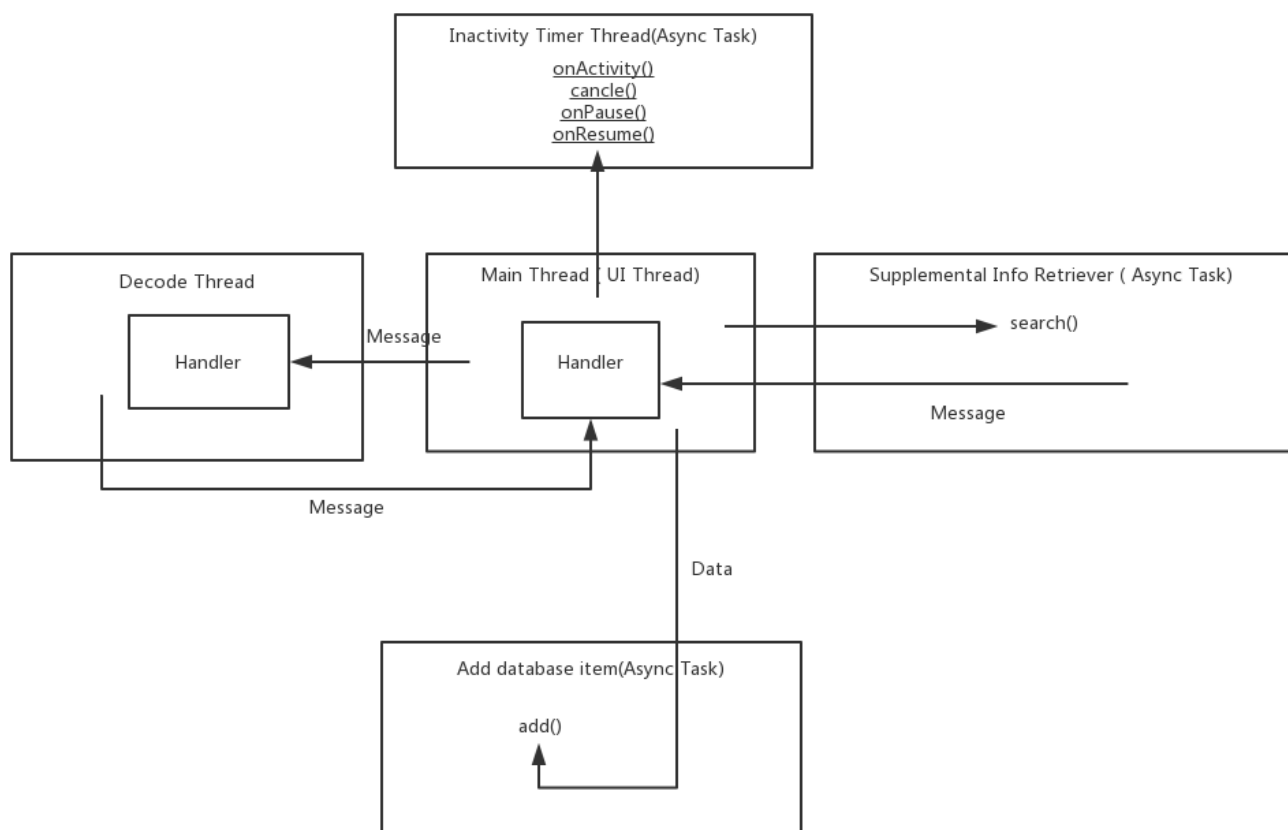 Inactivity Timer Thread(Async Task)
onActivity()
cancle()
onPause()
onResume()
Decode Thread
Handler
Message
Main Thread ( UI Thread)
Handler
Supplemental Info Retriever ( Async Task)
search()
Message
Message
Data
Add database item(Async Task)
add()